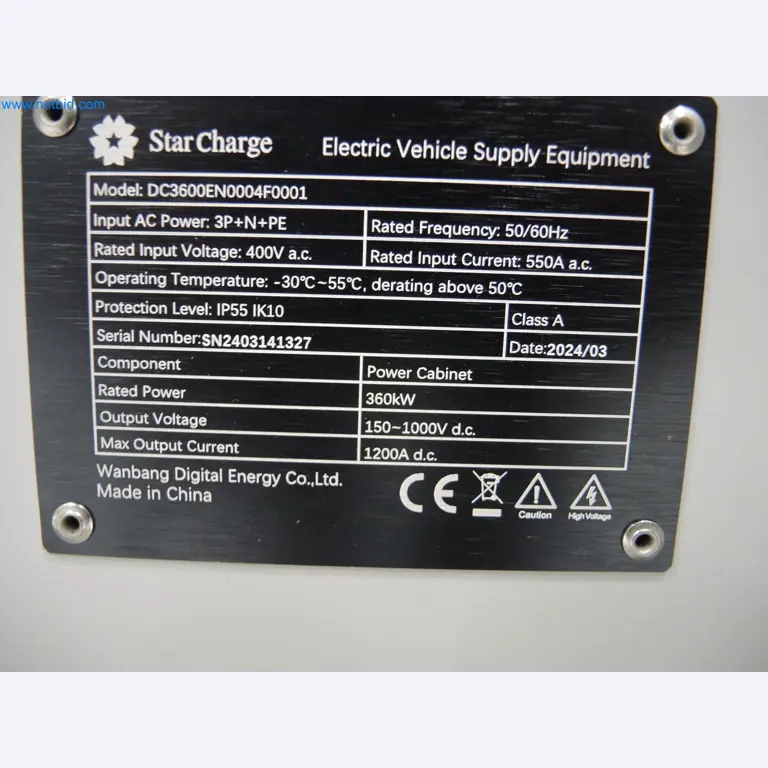 www.netbid.com
StarCharge
Electric Vehicle Supply Equipment
Model: DC3600EN0004F0001
Input AC Power: 3P+N+PE
Rated Frequency: 50/60Hz
Rated Input Voltage: 400V a.c.
Rated Input Current: 550A a.c.
Operating Temperature: -30℃~55℃, derating above 50℃
Protection Level: IP55 IK10
Class A
Serial Number:SN2403141327
Date:2024/03
Component
Power Cabinet
Rated Power
360kW
Output Voltage
150~1000V d.c.
Max Output Current
1200A d.c.
Wanbang Digital Energy Co.,Ltd.
Made in China
CE
Caution
High Voltage